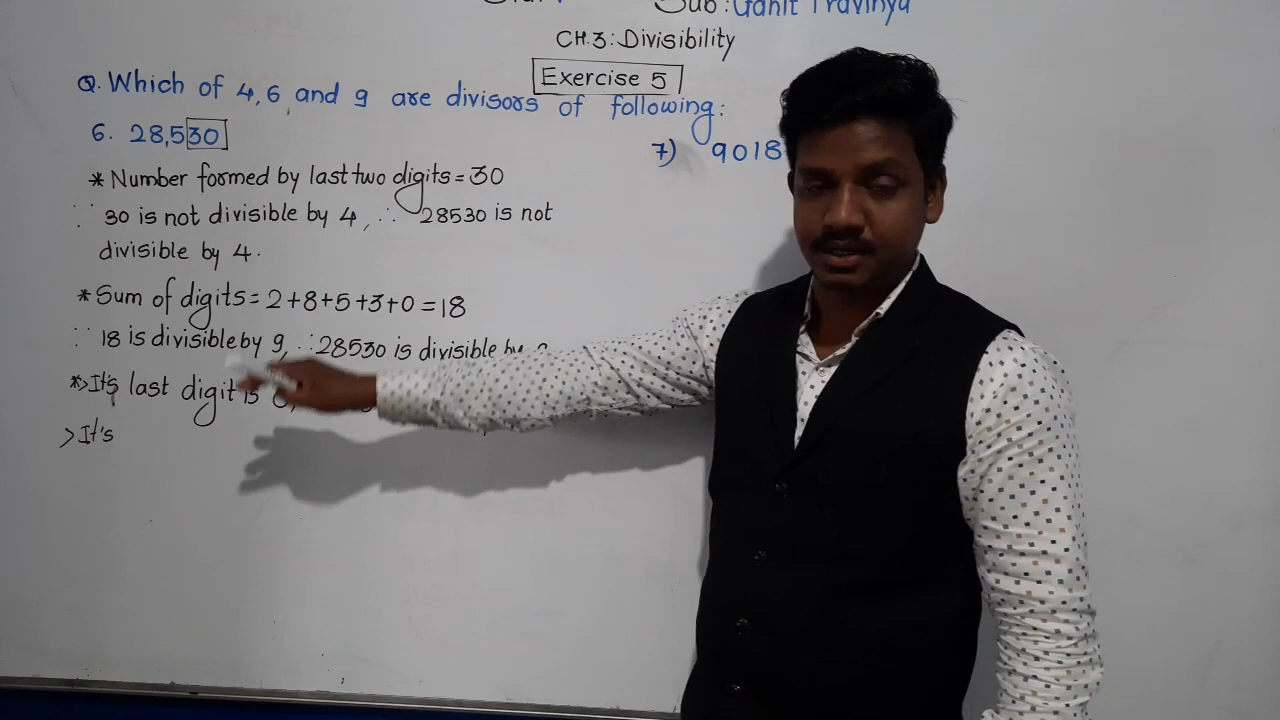 Sub: Ganit Pravinya
CH.3: Divisibility
Exercise 5
Q. Which of 4, 6, and 9 are divisors of following:
6. 28,530
7) 9018
* Number formed by last two digits = 30
∵ 30 is not divisible by 4, ∴ 28530 is not
divisible by 4.
* Sum of digits = 2+8+5+3+0 = 18
∵ 18 is divisible by 9, ∴ 28530 is divisible by
*> It's last digit is
> It's